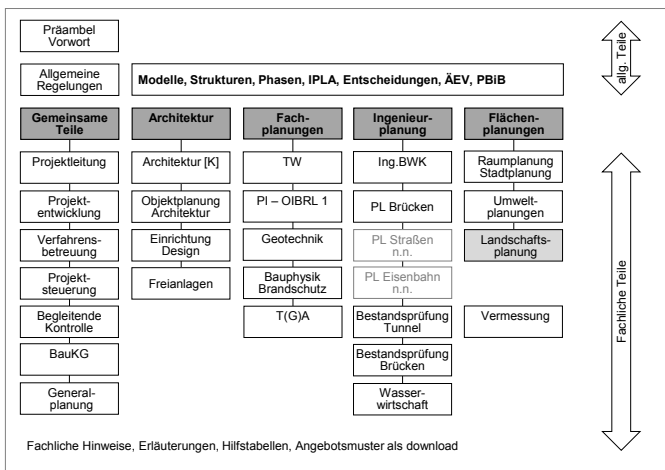 Präambel
Vorwort
allg. Teile
Allgemeine
Regelungen
Modelle, Strukturen, Phasen, IPLA, Entscheidungen, ÄEV, PBiB
Gemeinsame
Teile
Architektur
Fach-
planungen
Ingenieur-
planung
Flächen-
planungen
Projektleitung
Architektur [K]
TW
Ing.BWK
Raumplanung
Stadtplanung
Projekt-
entwicklung
Objektplanung
Architektur
PI – OIBRL 1
PL Brücken
Umwelt-
planungen
Verfahrens-
betreuung
Einrichtung
Design
Geotechnik
PL Straßen
n.n.
Landschafts-
planung
Projekt-
steuerung
Freianlagen
Bauphysik
Brandschutz
PL Eisenbahn
n.n.
Begleitende
Kontrolle
T(G)A
Bestandsprüfung
Tunnel
Vermessung
BauKG
Bestandsprüfung
Brücken
General-
planung
Wasser-
wirtschaft
Fachliche Teile
Fachliche Hinweise, Erläuterungen, Hilfstabellen, Angebotsmuster als download